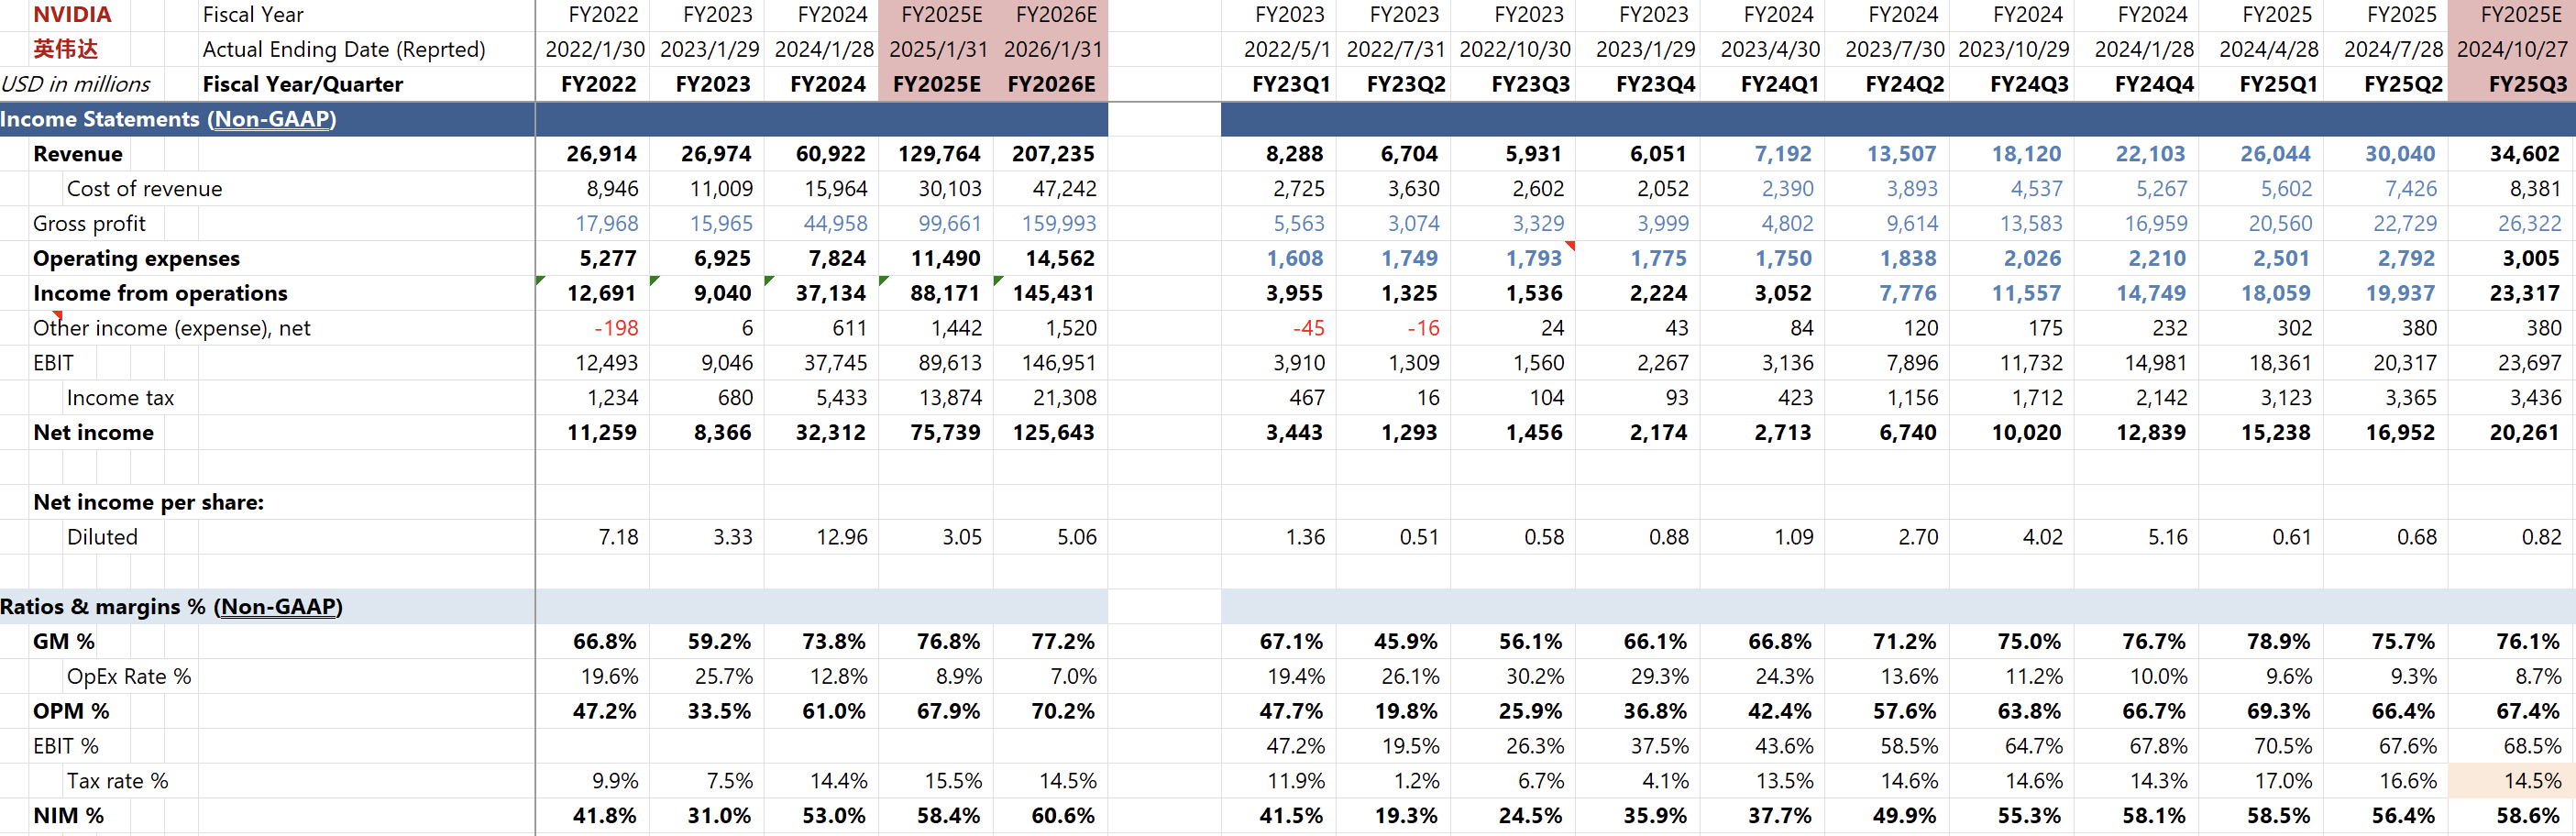 NVIDIA Fiscal Year FY2022 FY2023 FY2024 FY2025E FY2026E FY2023 FY2023 FY2023 FY2023 FY2024 FY2024 FY2024 FY2024 FY2025 FY2025 FY2025E
英伟达 Actual Ending Date (Reprted) 2022/1/30 2023/1/29 2024/1/28 2025/1/31 2026/1/31 2022/5/1 2022/7/31 2022/10/30 2023/1/29 2023/4/30 2023/7/30 2023/10/29 2024/1/28 2024/4/28 2024/7/28 2024/10/27
USD in millions Fiscal Year/Quarter FY2022 FY2023 FY2024 FY2025E FY2026E FY23Q1 FY23Q2 FY23Q3 FY23Q4 FY24Q1 FY24Q2 FY24Q3 FY24Q4 FY25Q1 FY25Q2 FY25Q3
Income Statements (Non-GAAP)
Revenue 26,914 26,974 60,922 129,764 207,235 8,288 6,704 5,931 6,051 7,192 13,507 18,120 22,103 26,044 30,040 34,602
Cost of revenue 8,946 11,009 15,964 30,103 47,242 2,725 3,630 2,602 2,052 2,390 3,893 4,537 5,267 5,602 7,426 8,381
Gross profit 17,968 15,965 44,958 99,661 159,993 5,563 3,074 3,329 3,999 4,802 9,614 13,583 16,959 20,560 22,729 26,322
Operating expenses 5,277 6,925 7,824 11,490 14,562 1,608 1,749 1,793 1,775 1,750 1,838 2,026 2,210 2,501 2,792 3,005
Income from operations 12,691 9,040 37,134 88,171 145,431 3,955 1,325 1,536 2,224 3,052 7,776 11,557 14,749 18,059 19,937 23,317
Other income (expense), net -198 6 611 1,442 1,520 -45 -16 24 43 84 120 175 232 302 380 380
EBIT 12,493 9,046 37,745 89,613 146,951 3,910 1,309 1,560 2,267 3,136 7,896 11,732 14,981 18,361 20,317 23,697
Income tax 1,234 680 5,433 13,874 21,308 467 16 104 93 423 1,156 1,712 2,142 3,123 3,365 3,436
Net income 11,259 8,366 32,312 75,739 125,643 3,443 1,293 1,456 2,174 2,713 6,740 10,020 12,839 15,238 16,952 20,261
Net income per share:
Diluted 7.18 3.33 12.96 3.05 5.06 1.36 0.51 0.58 0.88 1.09 2.70 4.02 5.16 0.61 0.68 0.82
Ratios & margins % (Non-GAAP)
GM % 66.8% 59.2% 73.8% 76.8% 77.2% 67.1% 45.9% 56.1% 66.1% 66.8% 71.2% 75.0% 76.7% 78.9% 75.7% 76.1%
OpEx Rate % 19.6% 25.7% 12.8% 8.9% 7.0% 19.4% 26.1% 30.2% 29.3% 24.3% 13.6% 11.2% 10.0% 9.6% 9.3% 8.7%
OPM % 47.2% 33.5% 61.0% 67.9% 70.2% 47.7% 19.8% 25.9% 36.8% 42.4% 57.6% 63.8% 66.7% 69.3% 66.4% 67.4%
EBIT % 47.2% 19.5% 26.3% 37.5% 43.6% 58.5% 64.7% 67.8% 70.5% 67.6% 68.5%
Tax rate % 9.9% 7.5% 14.4% 15.5% 14.5% 11.9% 1.2% 6.7% 4.1% 13.5% 14.6% 14.6% 14.3% 17.0% 16.6% 14.5%
NIM % 41.8% 31.0% 53.0% 58.4% 60.6% 41.5% 19.3% 24.5% 35.9% 37.7% 49.9% 55.3% 58.1% 58.5% 56.4% 58.6%